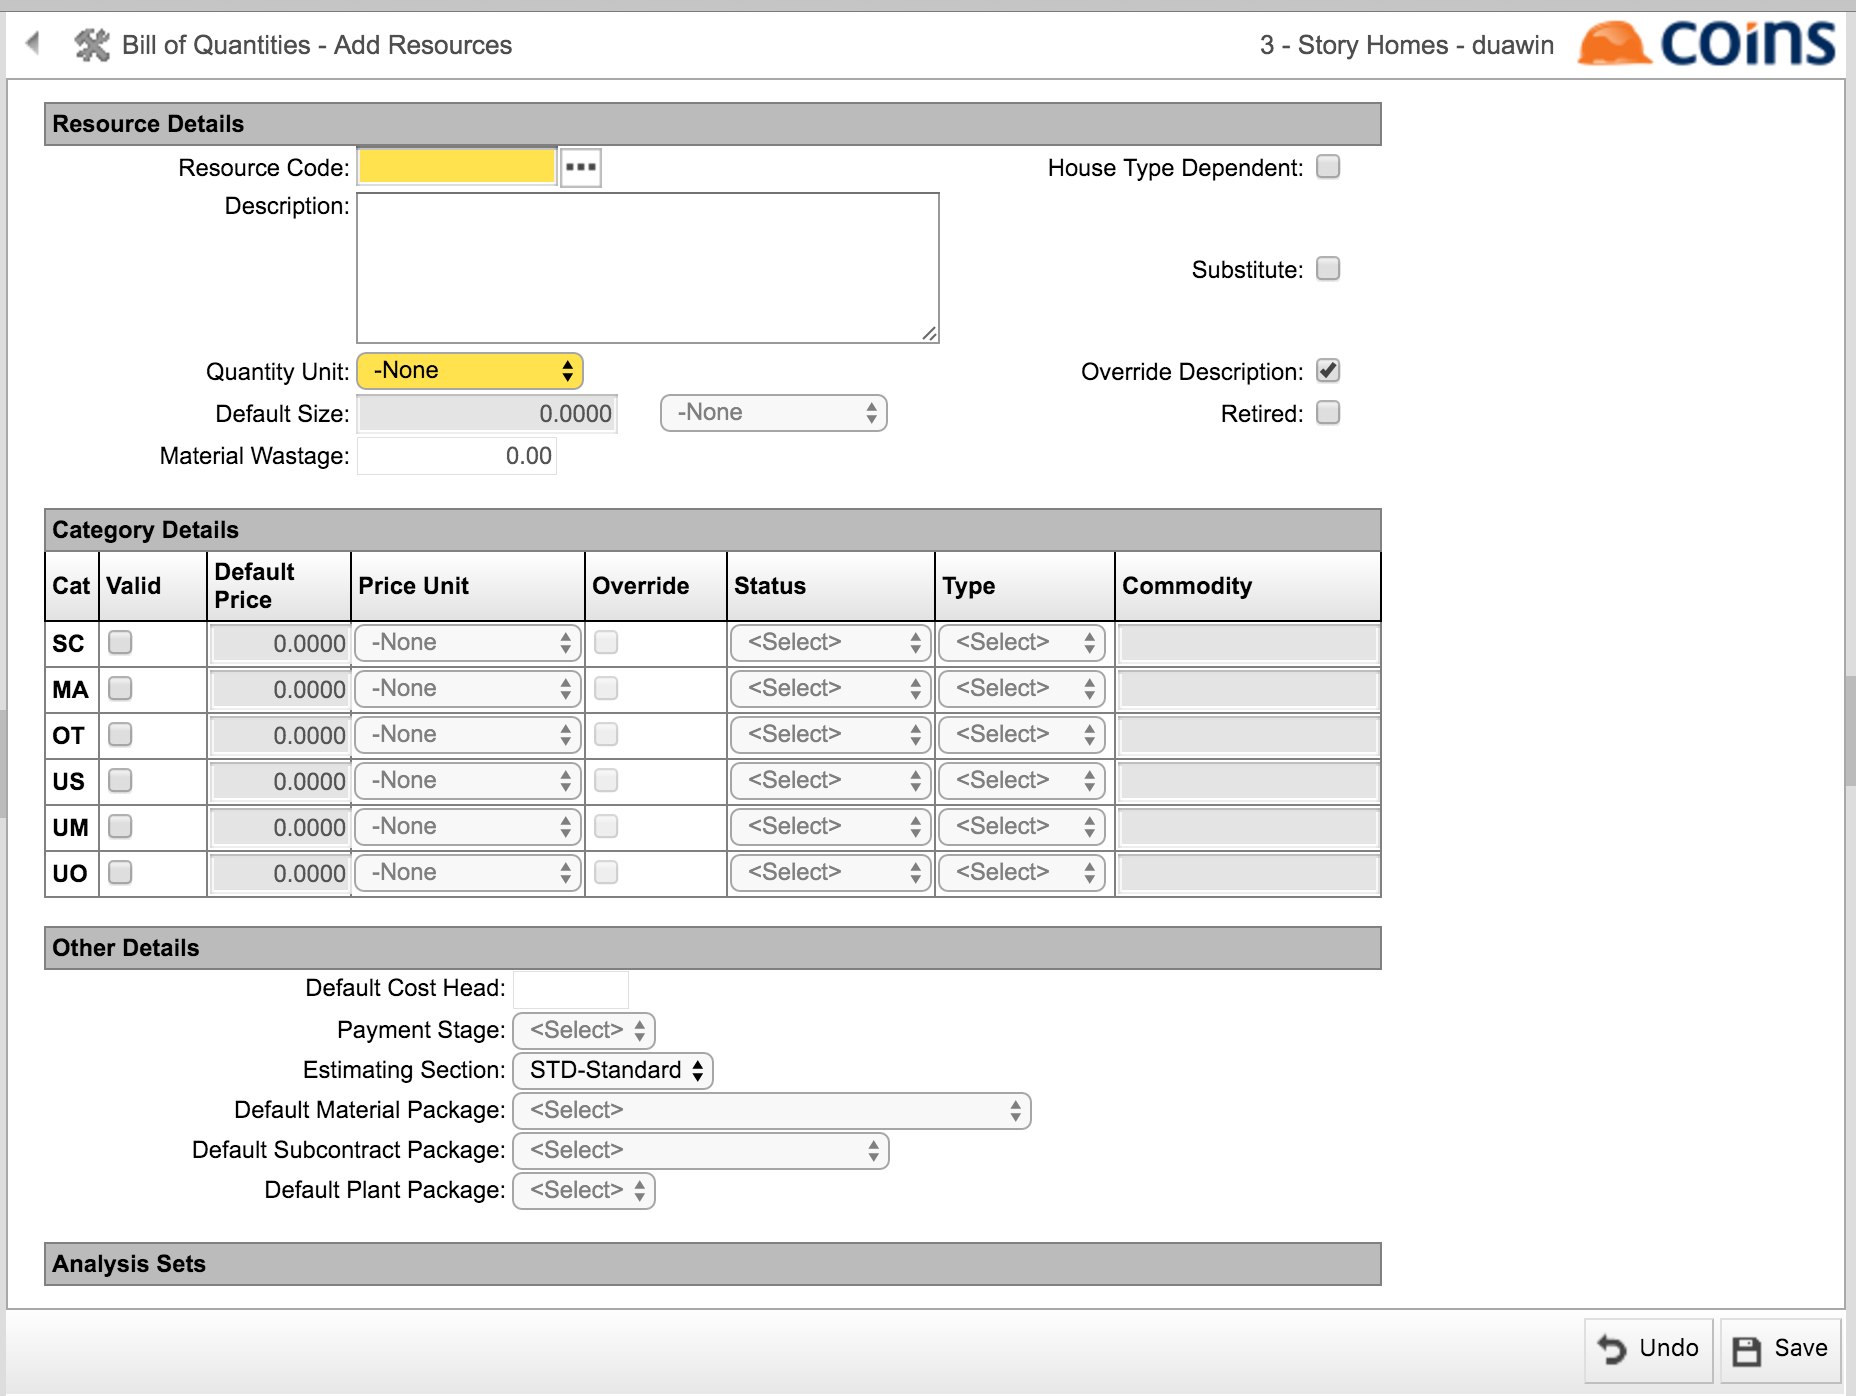 Bill of Quantities - Add Resources
3 - Story Homes - duawin
coins
Resource Details
Resource Code:
House Type Dependent:
Description:
Substitute:
Quantity Unit: -None
Override Description:
Default Size: 0.0000 -None
Retired:
Material Wastage: 0.00
Category Details
Cat Valid Default Price Price Unit Override Status Type Commodity
SC 0.0000 -None <Select> <Select>
MA 0.0000 -None <Select> <Select>
OT 0.0000 -None <Select> <Select>
US 0.0000 -None <Select> <Select>
UM 0.0000 -None <Select> <Select>
UO 0.0000 -None <Select> <Select>
Other Details
Default Cost Head:
Payment Stage: <Select>
Estimating Section: STD-Standard
Default Material Package: <Select>
Default Subcontract Package: <Select>
Default Plant Package: <Select>
Analysis Sets
Undo Save